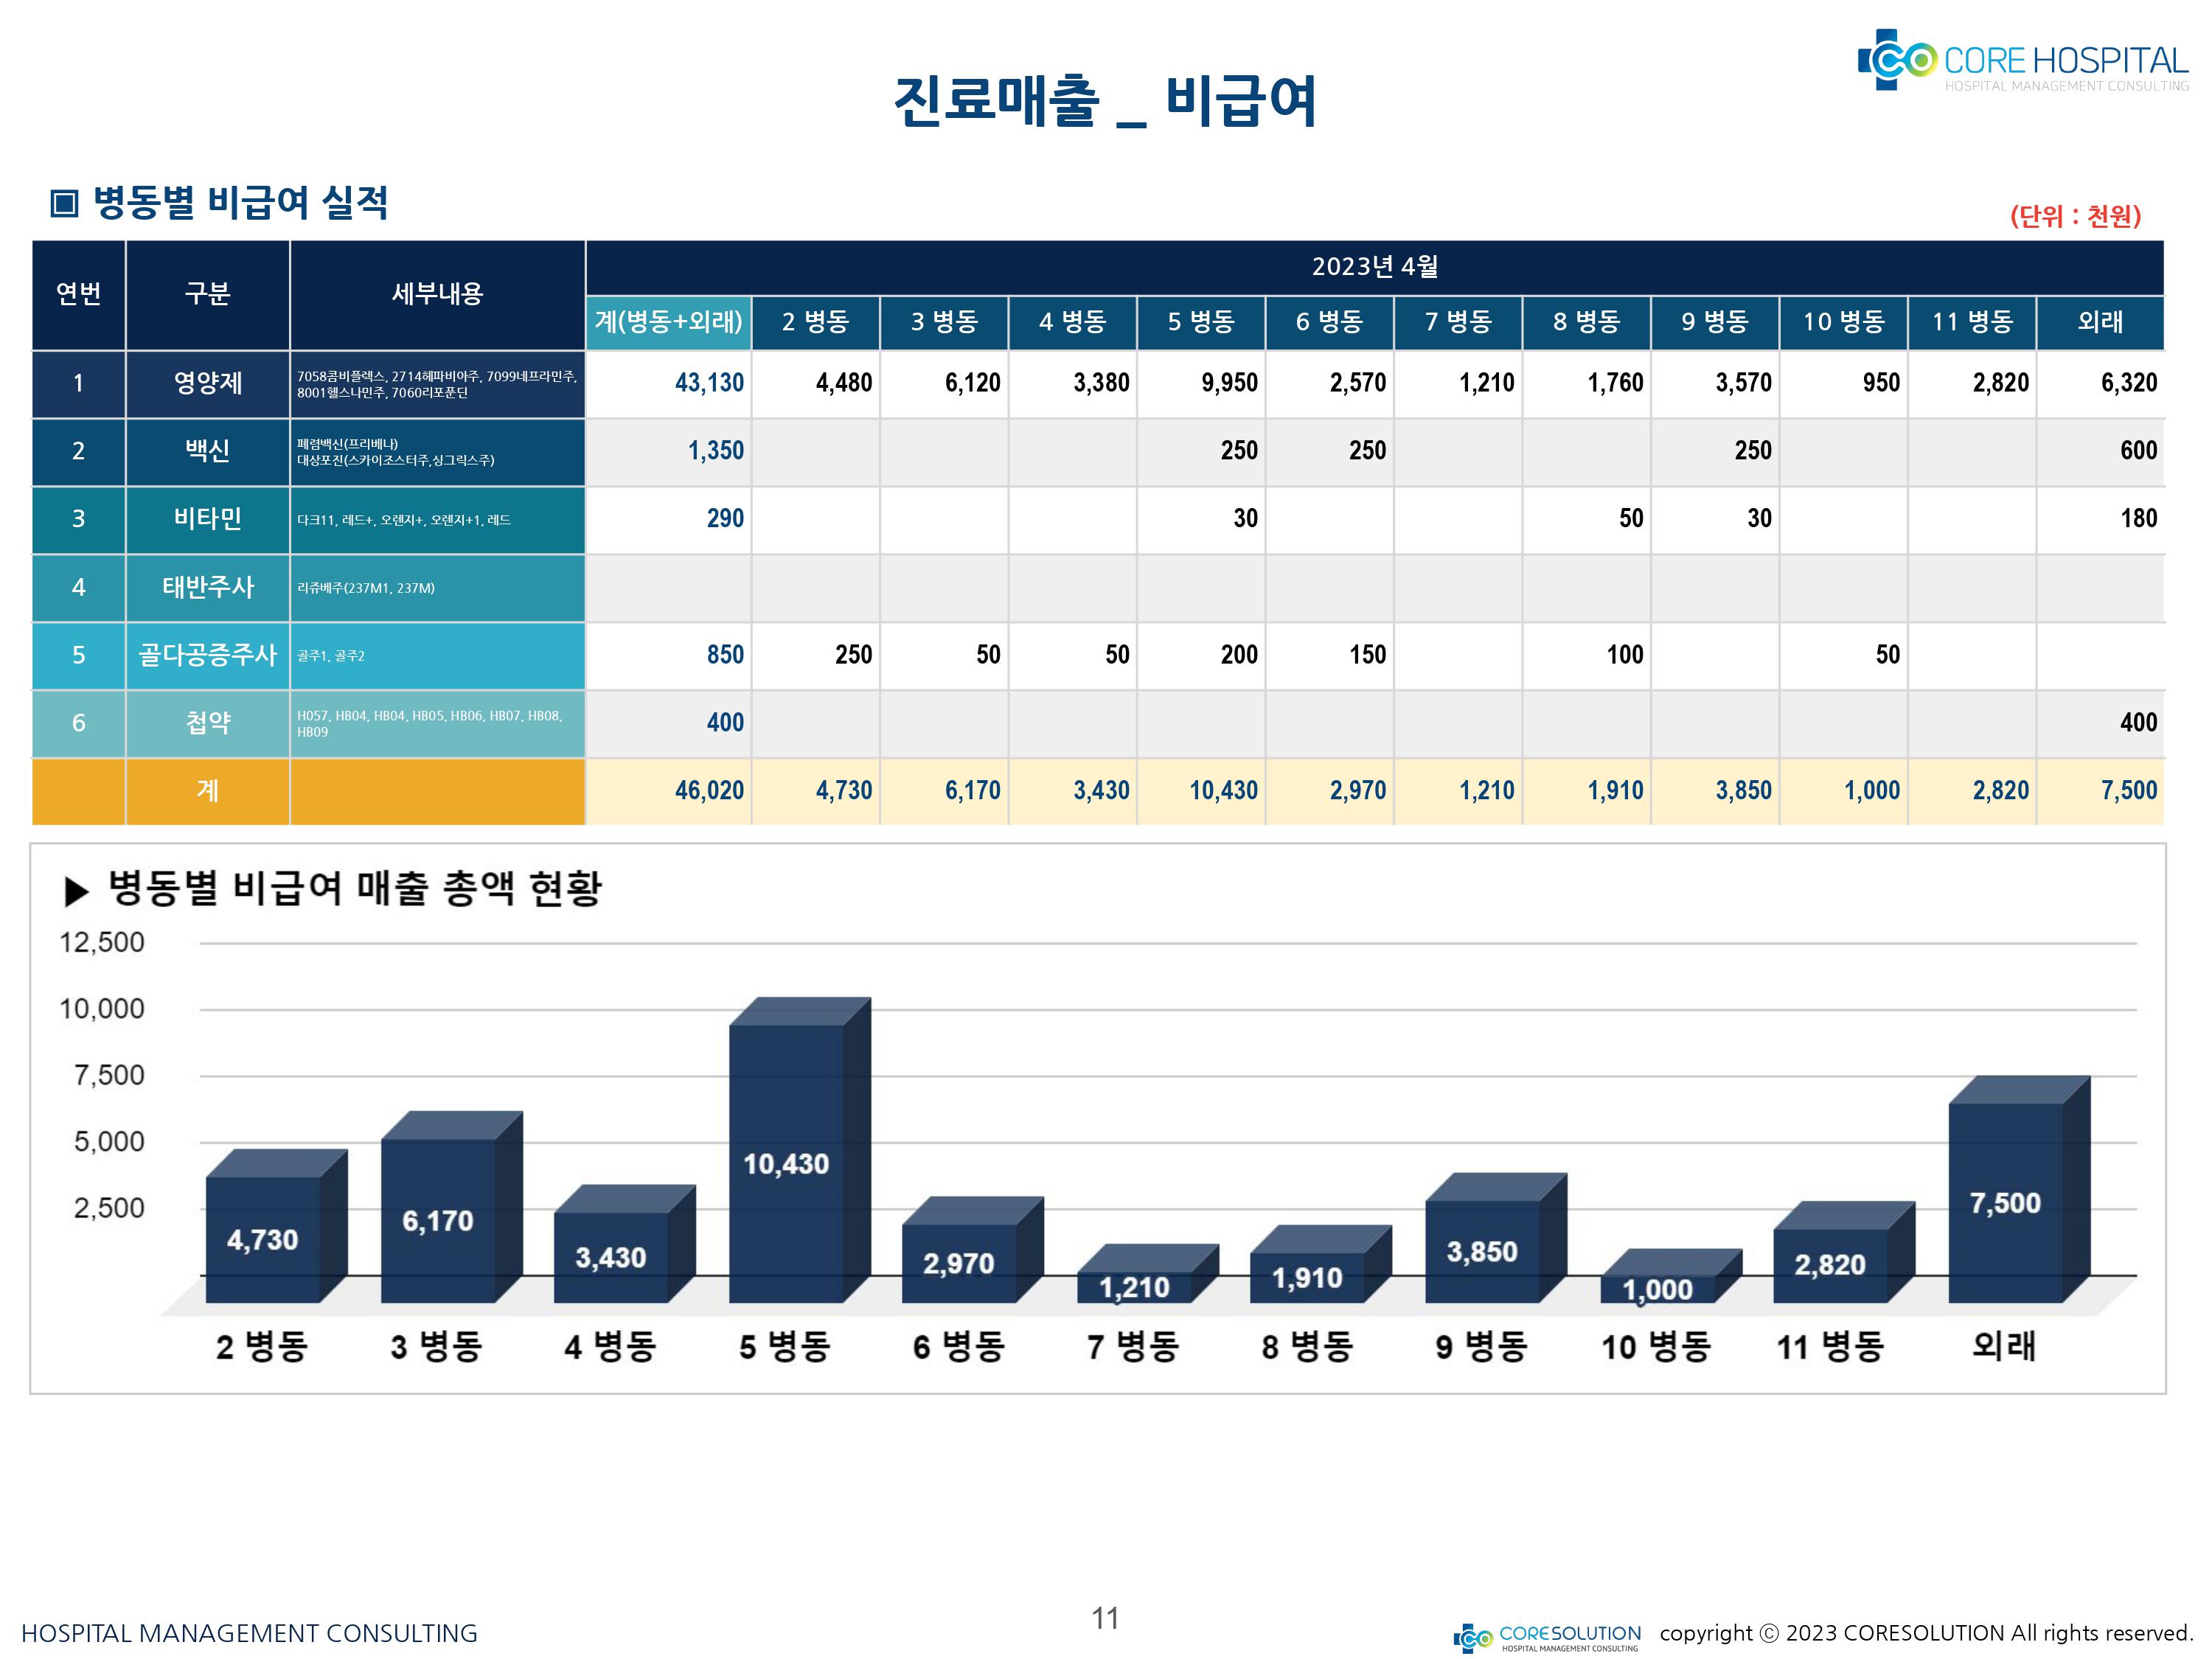 CORE HOSPITAL
HOSPITAL MANAGEMENT CONSULTING
진료매출 _ 비급여
▣ 병동별 비급여 실적
(단위 : 천원)
연번 구분 세부내용 2023년 4월
계(병동+외래) 2 병동 3 병동 4 병동 5 병동 6 병동 7 병동 8 병동 9 병동 10 병동 11 병동 외래
1 영양제 7058콤비플렉스, 2714헤파비아주, 7099네프라민주,
8001헬스나민주, 7060리포푼딘
43,130 4,480 6,120 3,380 9,950 2,570 1,210 1,760 3,570 950 2,820 6,320
2 백신 폐렴백신(프리베나)
대상포진(스카이조스터주,싱그릭스주)
1,350 250 250 250 600
3 비타민 다크11, 레드+, 오렌지+, 오렌지+1, 레드 290 30 50 30 180
4 태반주사 리쥬베주(237M1, 237M)
5 골다공증주사 골주1, 골주2 850 250 50 50 200 150 100 50
6 첩약 H057, HB04, HB04, HB05, HB06, HB07, HB08,
HB09
400 400
계 46,020 4,730 6,170 3,430 10,430 2,970 1,210 1,910 3,850 1,000 2,820 7,500
▶ 병동별 비급여 매출 총액 현황
12,500
10,000
7,500
5,000
2,500
4,730 6,170 3,430 10,430 2,970 1,210 1,910 3,850 1,000 2,820 7,500
2 병동 3 병동 4 병동 5 병동 6 병동 7 병동 8 병동 9 병동 10 병동 11 병동 외래
HOSPITAL MANAGEMENT CONSULTING
11
CORESOLUTION
HOSPITAL MANAGEMENT CONSULTING
copyright ⓒ 2023 CORESOLUTION All rights reserved.